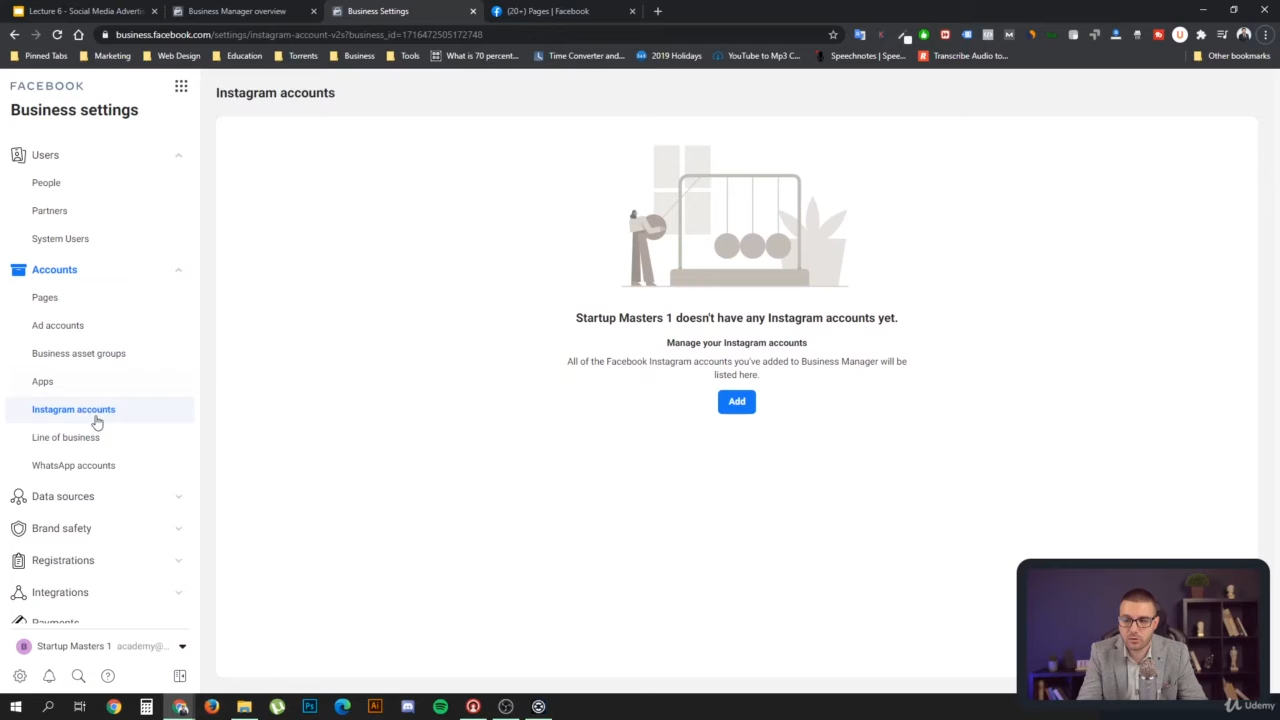 Lecture 6 - Social Media Adverti
Business Manager overview
Business Settings
(20+) Pages | Facebook
business.facebook.com/settings/instagram-account-v2s?business_id=1716472505172748
Pinned Tabs
Marketing
Web Design
Education
Torrents
Business
Tools
What is 70 percent...
Time Converter and...
2019 Holidays
YouTube to Mp3 C...
Speechnotes | Spee...
Transcribe Audio to...
Other bookmarks
FACEBOOK
Business settings
Users
People
Partners
System Users
Accounts
Pages
Ad accounts
Business asset groups
Apps
Instagram accounts
Line of business
WhatsApp accounts
Data sources
Brand safety
Registrations
Integrations
Payments
B
Startup Masters 1 academy@...
Instagram accounts
Startup Masters 1 doesn't have any Instagram accounts yet.
Manage your Instagram accounts
All of the Facebook Instagram accounts you've added to Business Manager will be
listed here.
Add
Ps
Ai
Udemy